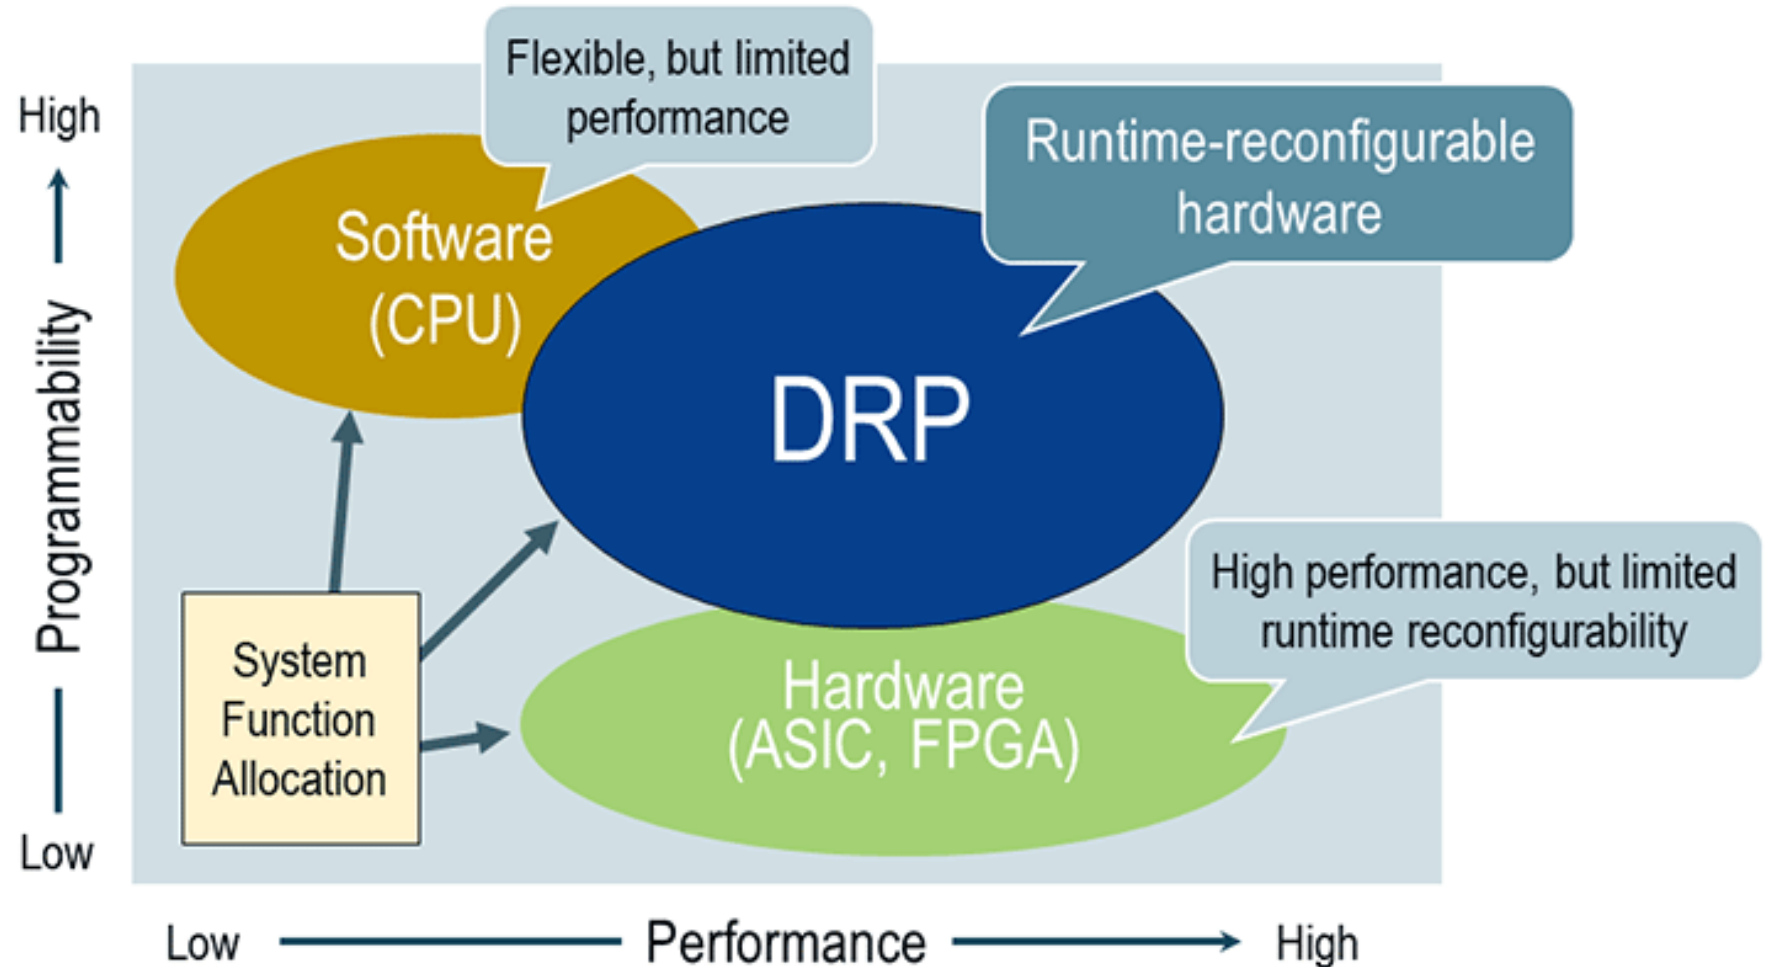 Flexible, but limited
performance
High
Runtime-reconfigurable
hardware
Software
(CPU)
Programmability
DRP
High performance, but limited
runtime reconfigurability
System
Function
Allocation
Hardware
(ASIC, FPGA)
Low
Low
Performance
High